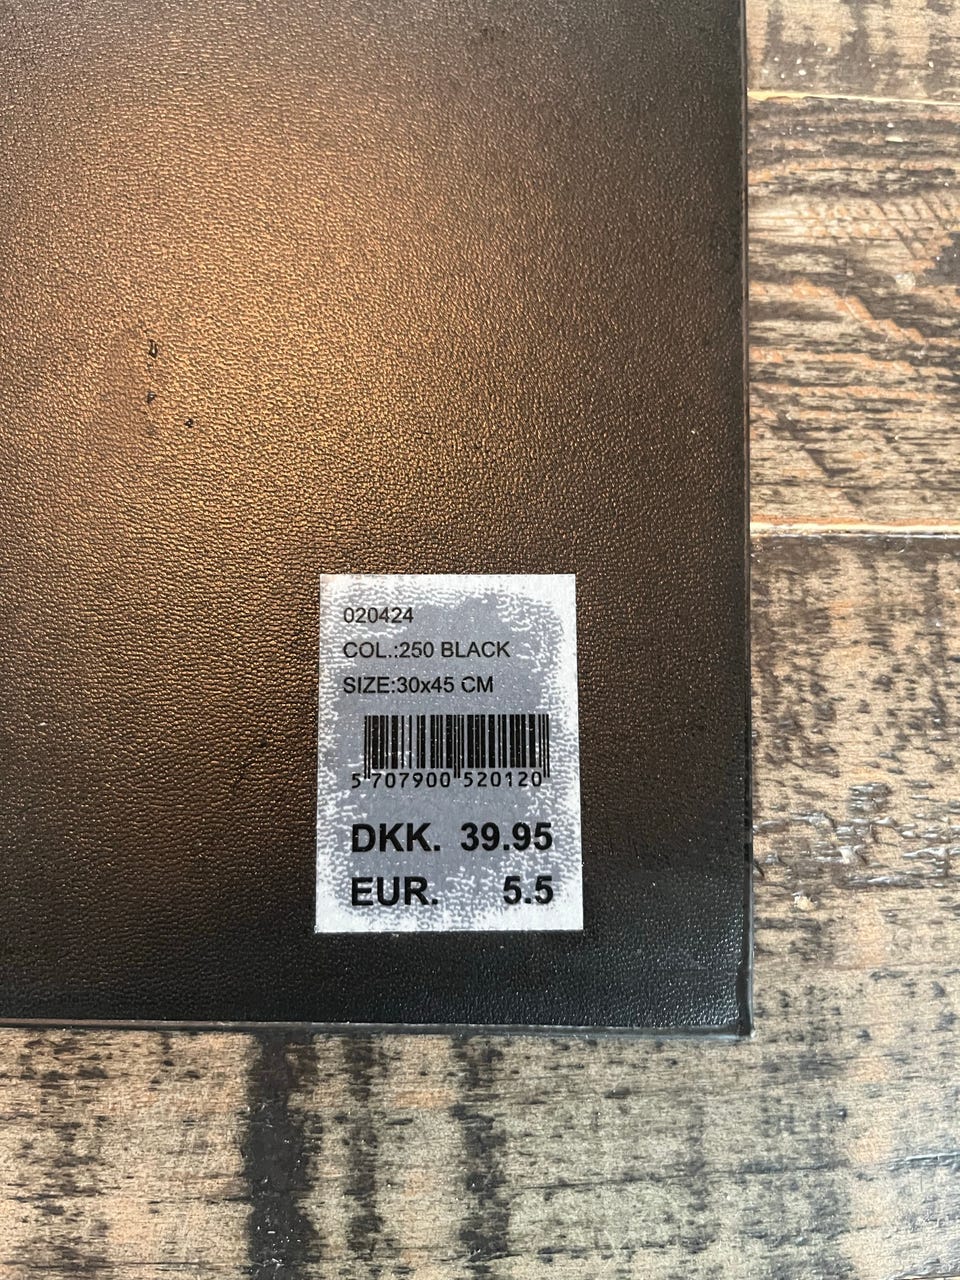 020424
COL.:250 BLACK
SIZE:30x45 CM
5 707900 520120
DKK. 39.95
EUR. 5.5